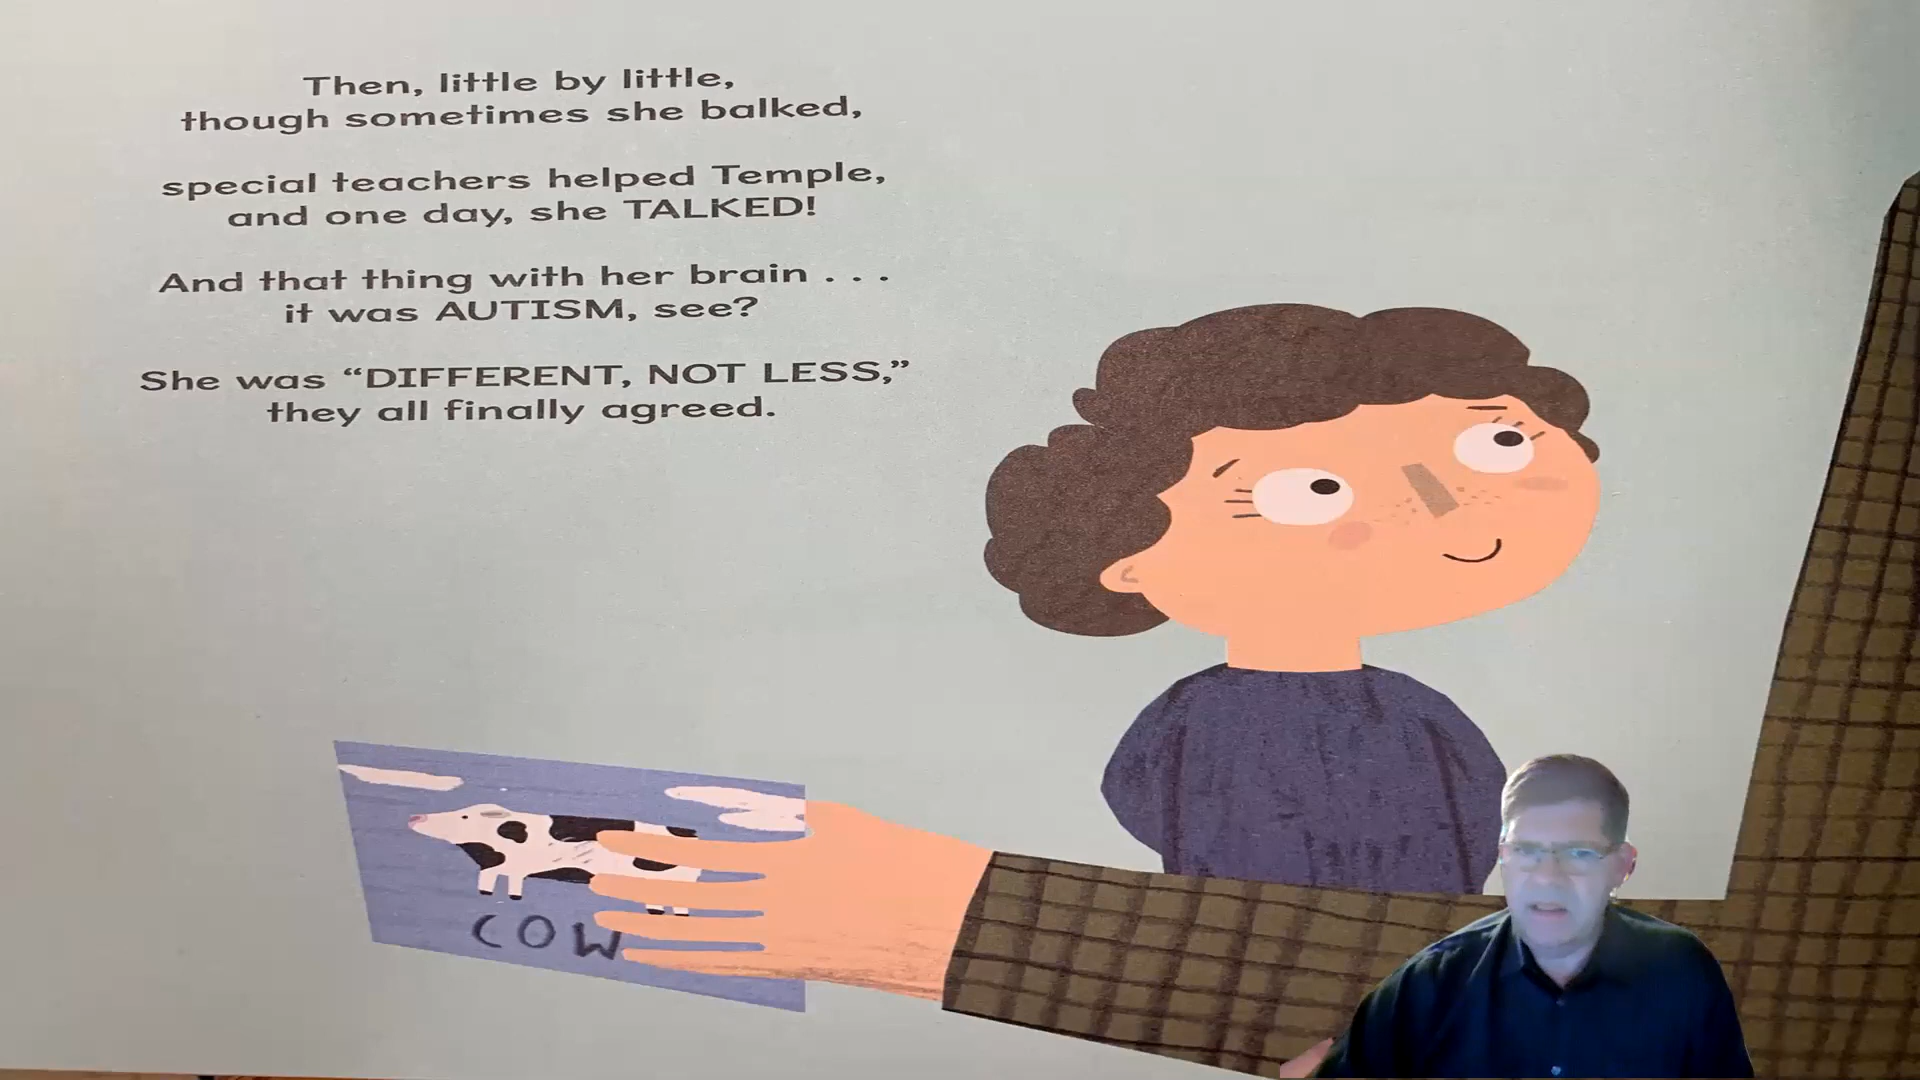 Then, little by little,
though sometimes she balked,
special teachers helped Temple,
and one day, she TALKED!
And that thing with her brain . . .
it was AUTISM, see?
She was “DIFFERENT, NOT LESS,”
they all finally agreed.
COW